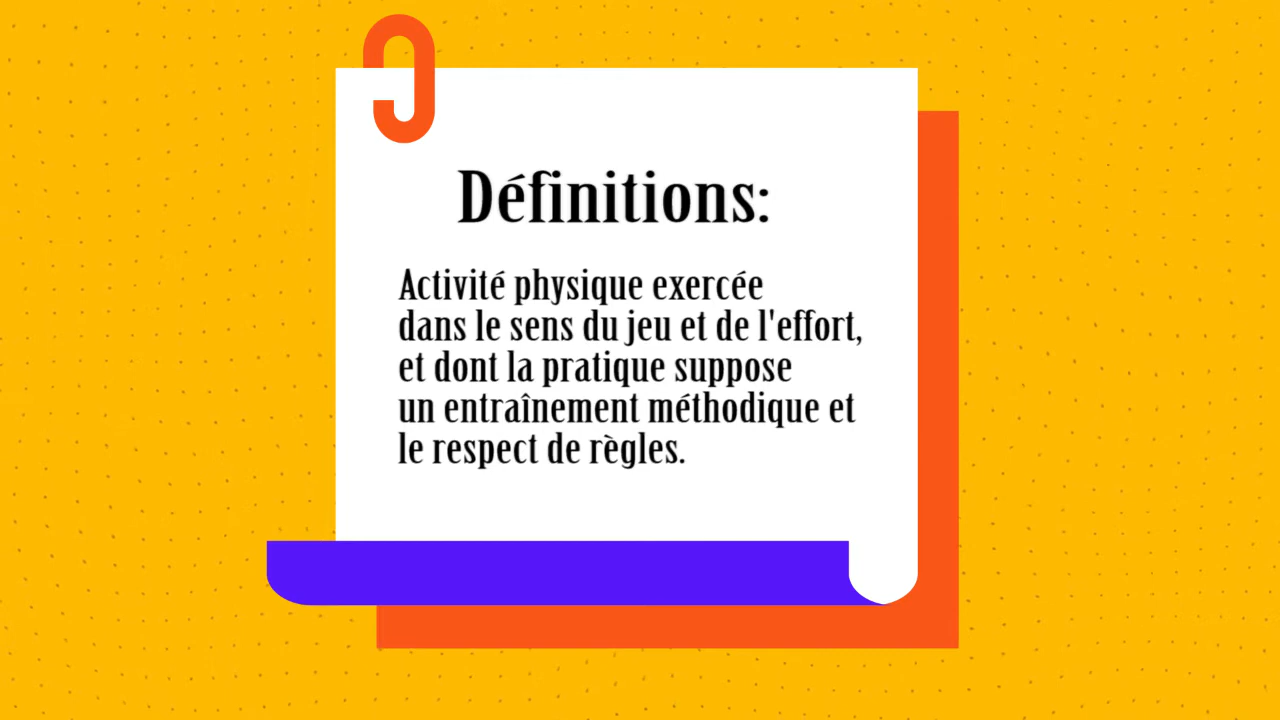 Définitions:
Activité physique exercée
dans le sens du jeu et de l'effort,
et dont la pratique suppose
un entraînement méthodique et
le respect de règles.